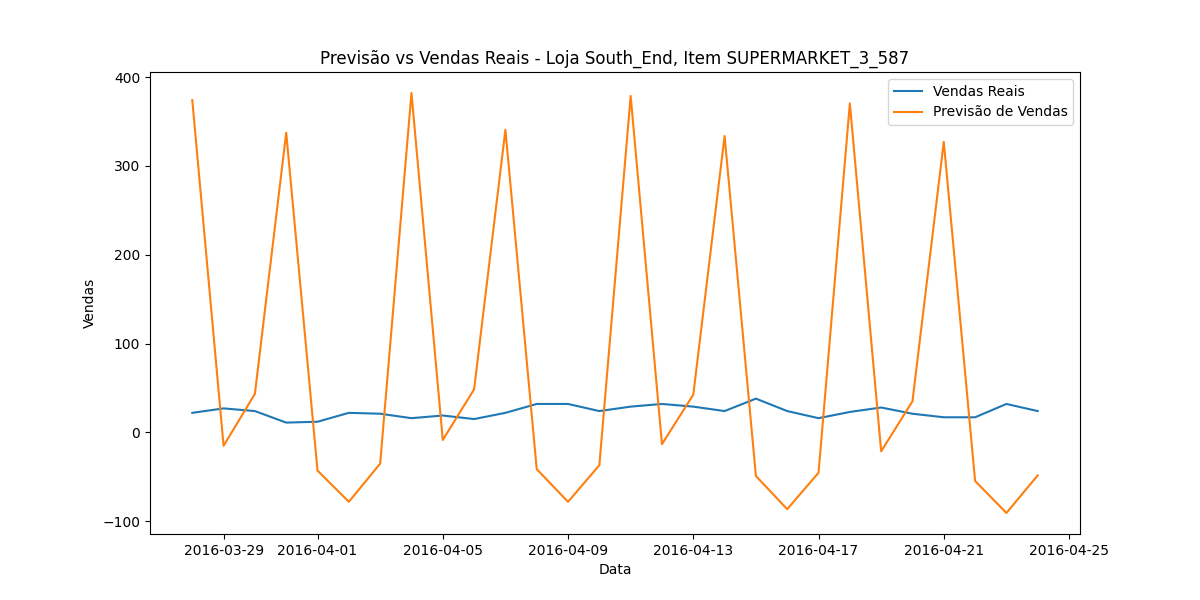 Previsão vs Vendas Reais - Loja South_End, Item SUPERMARKET_3_587
Vendas Reais
Previsão de Vendas
Vendas
400
300
200
100
0
−100
2016-03-29 2016-04-01 2016-04-05 2016-04-09 2016-04-13 2016-04-17 2016-04-21 2016-04-25
Data